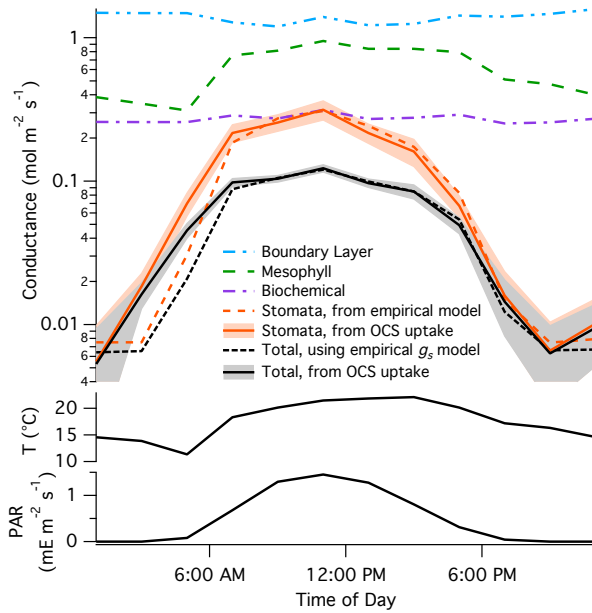 1
8
6
4
2
0.1
8
6
4
2
0.01
8
6
4
Conductance (mol m⁻² s⁻¹)
Boundary Layer
Mesophyll
Biochemical
Stomata, from empirical model
Stomata, from OCS uptake
Total, using empirical gₛ model
Total, from OCS uptake
20
15
10
T (°C)
1
0
PAR
(mE m⁻² s⁻¹)
6:00 AM
12:00 PM
6:00 PM
Time of Day